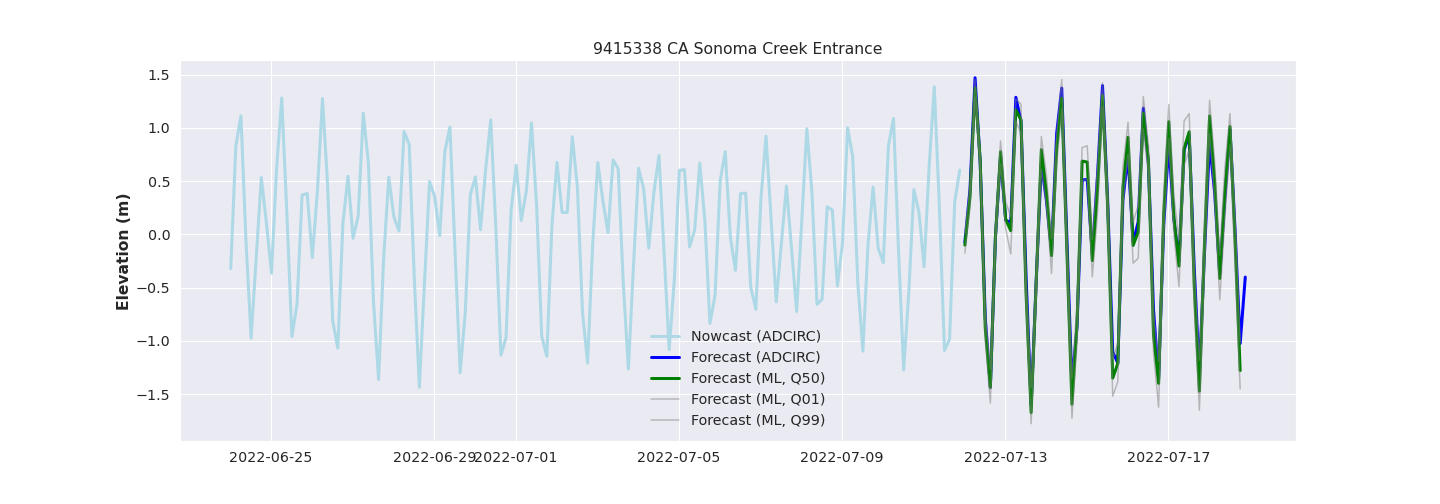 9415338 CA Sonoma Creek Entrance
Elevation (m)
1.5
1.0
0.5
0.0
−0.5
−1.0
−1.5
Nowcast (ADCIRC)
Forecast (ADCIRC)
Forecast (ML, Q50)
Forecast (ML, Q01)
Forecast (ML, Q99)
2022-06-25 2022-06-29 2022-07-01 2022-07-05 2022-07-09 2022-07-13 2022-07-17